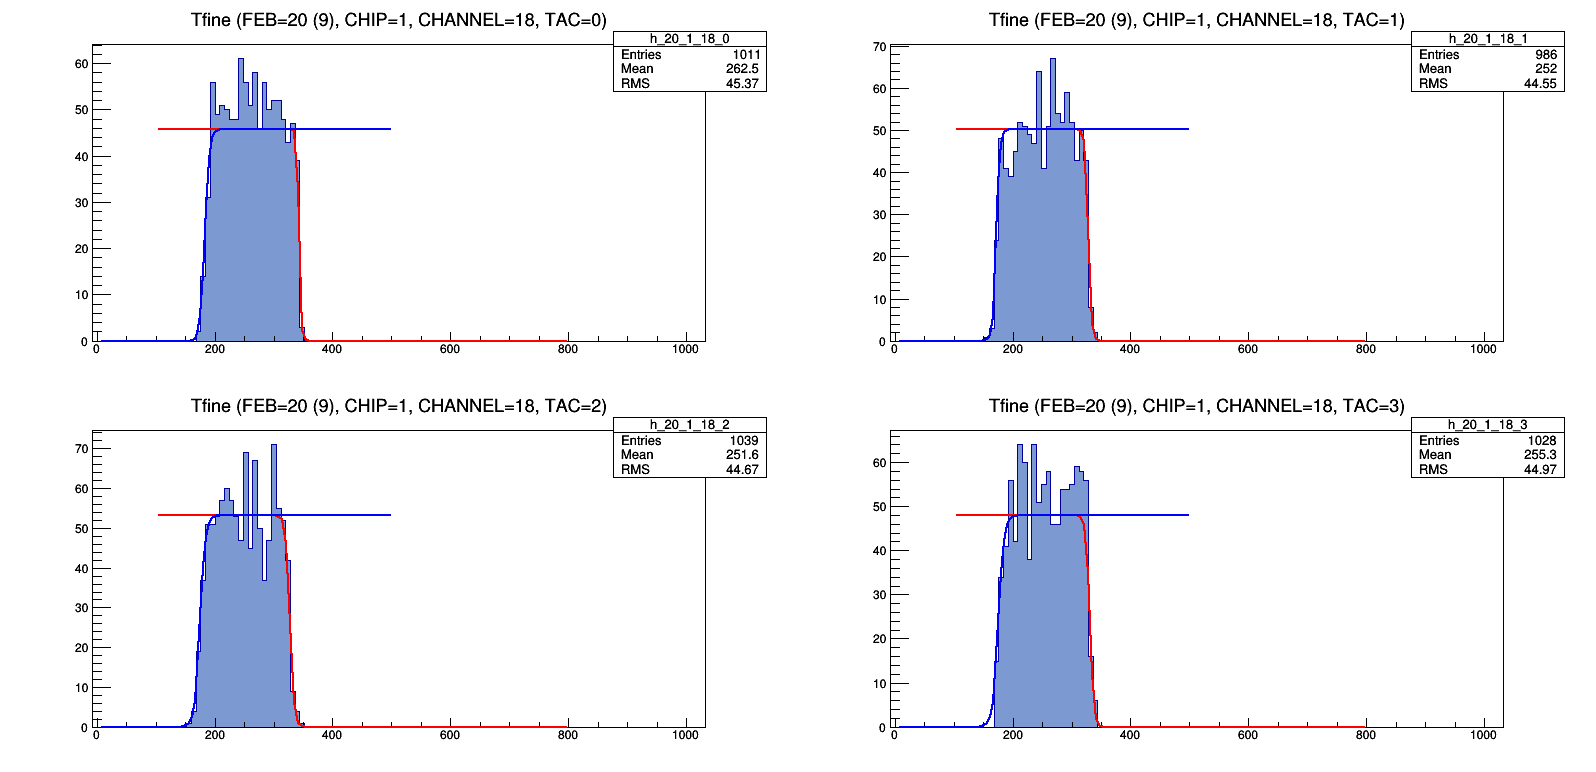 Tfine (FEB=20 (9), CHIP=1, CHANNEL=18, TAC=0)
h_20_1_18_0
Entries 1011
Mean 262.5
RMS 45.37
60
50
40
30
20
10
0
0 200 400 600 800 1000
Tfine (FEB=20 (9), CHIP=1, CHANNEL=18, TAC=1)
h_20_1_18_1
Entries 986
Mean 252
RMS 44.55
70
60
50
40
30
20
10
0
0 200 400 600 800 1000
Tfine (FEB=20 (9), CHIP=1, CHANNEL=18, TAC=2)
h_20_1_18_2
Entries 1039
Mean 251.6
RMS 44.67
70
60
50
40
30
20
10
0
0 200 400 600 800 1000
Tfine (FEB=20 (9), CHIP=1, CHANNEL=18, TAC=3)
h_20_1_18_3
Entries 1028
Mean 255.3
RMS 44.97
60
50
40
30
20
10
0
0 200 400 600 800 1000